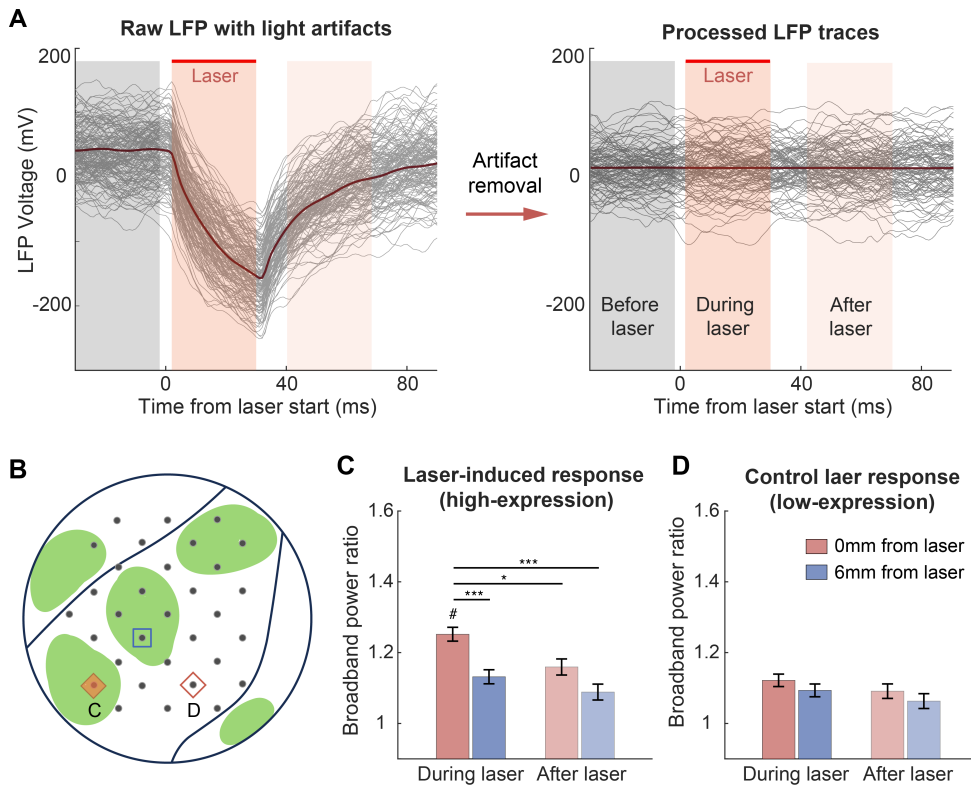 A
Raw LFP with light artifacts
200
0
-200
LFP Voltage (mV)
Laser
0
40
80
Time from laser start (ms)
Artifact
removal
Processed LFP traces
200
0
-200
Laser
Before
laser
During
laser
After
laser
0
40
80
Time from laser start (ms)
B
C
D
C
Laser-induced response
(high-expression)
Broadband power ratio
1.6
1.4
1.2
1
***
*
***
#
During laser
After laser
D
Control laer response
(low-expression)
Broadband power ratio
1.6
1.4
1.2
1
0mm from laser
6mm from laser
During laser
After laser